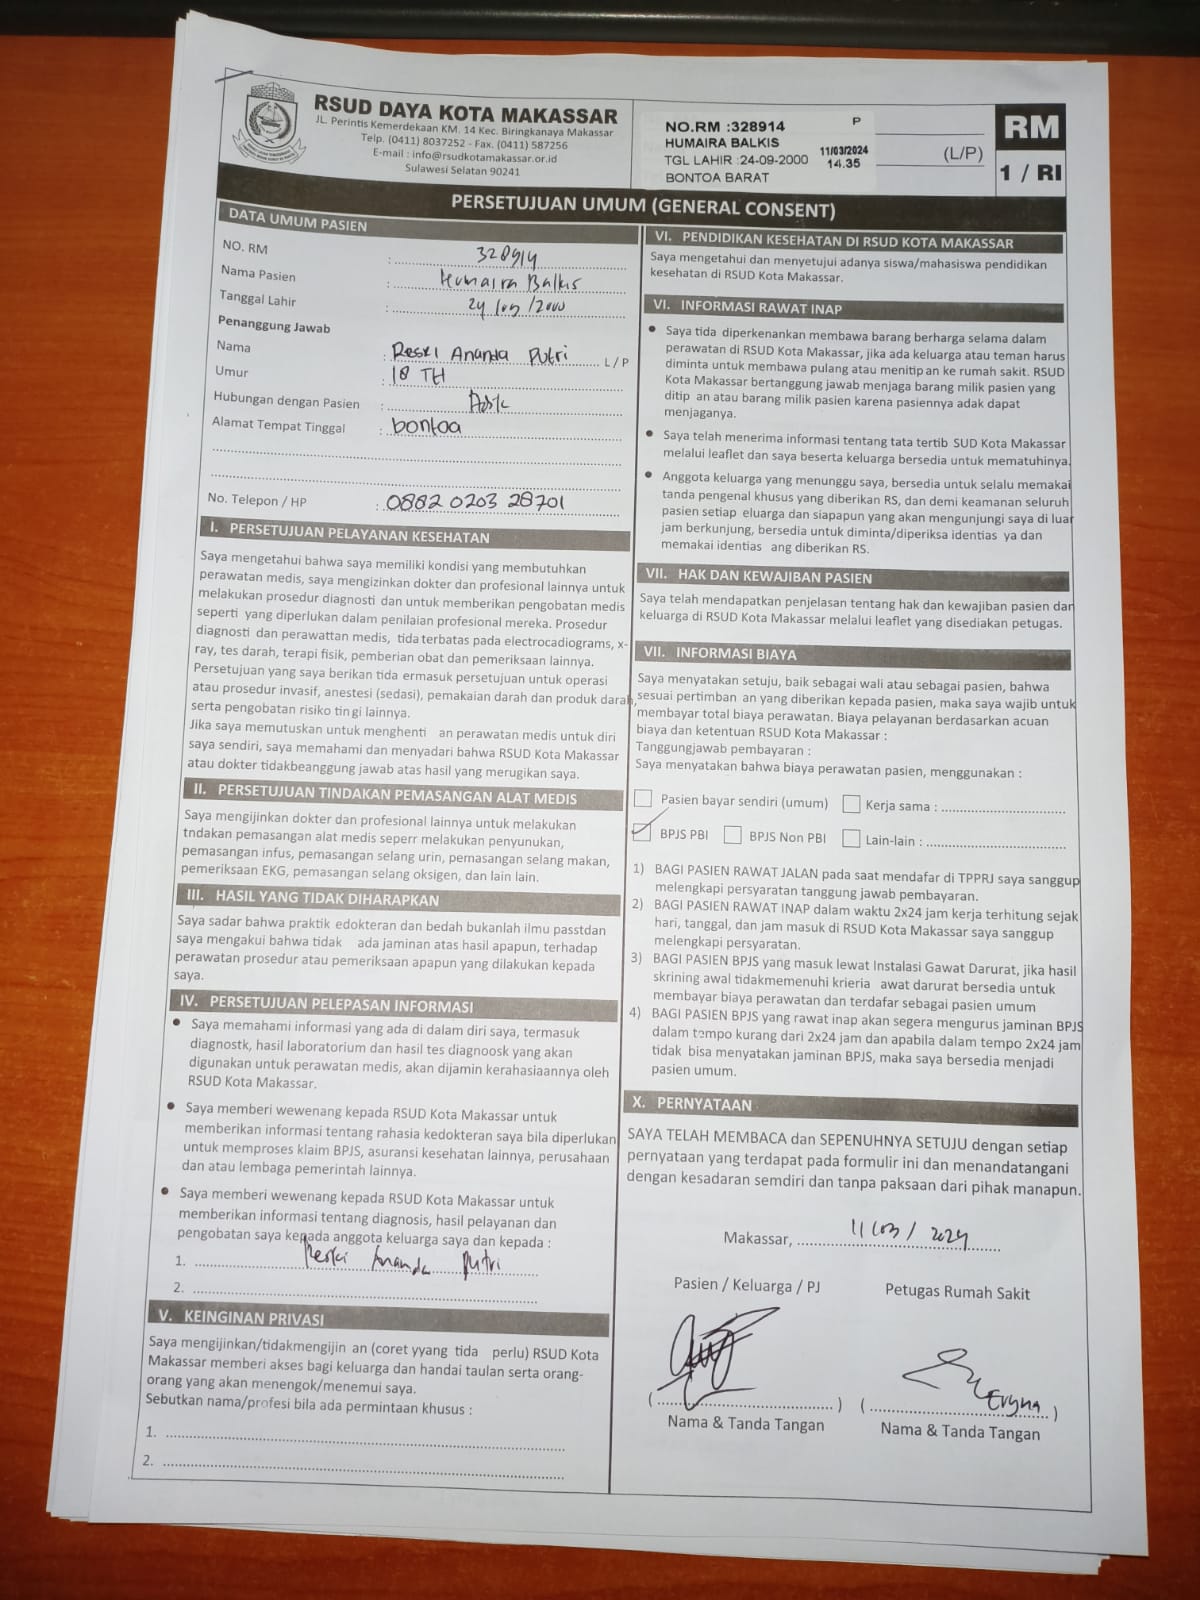 RSUD DAYA KOTA MAKASSAR
JL. Perintis Kemerdekaan KM. 14 Kec. Biringkanaya Makassar
Telp. (0411) 8037252 - Fax. (0411) 587256
E-mail : info@rsudkotamakassar.or.id
Sulawesi Selatan 90241
NO.RM :328914 P
HUMAIRA BALKIS
TGL LAHIR :24-09-2000 11/03/2024
14.35
BONTOA BARAT
(L/P)
RM
1 / RI
PERSETUJUAN UMUM (GENERAL CONSENT)
DATA UMUM PASIEN
NO. RM : 328914
Nama Pasien : Humaira Balkis
Tanggal Lahir : 24 /09 /2000
Penanggung Jawab
Nama : Reski Ananda Putri L / P
Umur : 18 TH
Hubungan dengan Pasien : Adik
Alamat Tempat Tinggal : bontoa
No. Telepon / HP : 0882 0203 28701
I. PERSETUJUAN PELAYANAN KESEHATAN
Saya mengetahui bahwa saya memiliki kondisi yang membutuhkan
perawatan medis, saya mengizinkan dokter dan profesional lainnya untuk
melakukan prosedur diagnosti dan untuk memberikan pengobatan medis
seperti yang diperlukan dalam penilaian profesional mereka. Prosedur
diagnosti dan perawattan medis, tida terbatas pada electrocadiograms, x-
ray, tes darah, terapi fisik, pemberian obat dan pemeriksaan lainnya.
Persetujuan yang saya berikan tida ermasuk persetujuan untuk operasi
atau prosedur invasif, anestesi (sedasi), pemakaian darah dan produk darah,
serta pengobatan risiko tin gi lainnya.
Jika saya memutuskan untuk menghenti an perawatan medis untuk diri
saya sendiri, saya memahami dan menyadari bahwa RSUD Kota Makassar
atau dokter tidakbeanggung jawab atas hasil yang merugikan saya.
II. PERSETUJUAN TINDAKAN PEMASANGAN ALAT MEDIS
Saya mengijinkan dokter dan profesional lainnya untuk melakukan
tndakan pemasangan alat medis seperr melakukan penyunukan,
pemasangan infus, pemasangan selang urin, pemasangan selang makan,
pemeriksaan EKG, pemasangan selang oksigen, dan lain lain.
III. HASIL YANG TIDAK DIHARAPKAN
Saya sadar bahwa praktik edokteran dan bedah bukanlah ilmu passtdan
saya mengakui bahwa tidak ada jaminan atas hasil apapun, terhadap
perawatan prosedur atau pemeriksaan apapun yang dilakukan kepada
saya.
IV. PERSETUJUAN PELEPASAN INFORMASI
• Saya memahami informasi yang ada di dalam diri saya, termasuk
diagnostk, hasil laboratorium dan hasil tes diagnoosk yang akan
digunakan untuk perawatan medis, akan dijamin kerahasiaannya oleh
RSUD Kota Makassar.
• Saya memberi wewenang kepada RSUD Kota Makassar untuk
memberikan informasi tentang rahasia kedokteran saya bila diperlukan
untuk memproses klaim BPJS, asuransi kesehatan lainnya, perusahaan
dan atau lembaga pemerintah lainnya.
• Saya memberi wewenang kepada RSUD Kota Makassar untuk
memberikan informasi tentang diagnosis, hasil pelayanan dan
pengobatan saya kepada anggota keluarga saya dan kepada :
1. Reski Ananda Putri
2.
V. KEINGINAN PRIVASI
Saya mengijinkan/tidakmengijin an (coret yyang tida perlu) RSUD Kota
Makassar memberi akses bagi keluarga dan handai taulan serta orang-
orang yang akan menengok/menemui saya.
Sebutkan nama/profesi bila ada permintaan khusus :
1.
2.
VI. PENDIDIKAN KESEHATAN DI RSUD KOTA MAKASSAR
Saya mengetahui dan menyetujui adanya siswa/mahasiswa pendidikan
kesehatan di RSUD Kota Makassar.
VI. INFORMASI RAWAT INAP
• Saya tida diperkenankan membawa barang berharga selama dalam
perawatan di RSUD Kota Makassar, jika ada keluarga atau teman harus
diminta untuk membawa pulang atau menitip an ke rumah sakit. RSUD
Kota Makassar bertanggung jawab menjaga barang milik pasien yang
ditip an atau barang milik pasien karena pasiennya adak dapat
menjaganya.
• Saya telah menerima informasi tentang tata tertib SUD Kota Makassar
melalui leaflet dan saya beserta keluarga bersedia untuk mematuhinya.
• Anggota keluarga yang menunggu saya, bersedia untuk selalu memakai
tanda pengenal khusus yang diberikan RS, dan demi keamanan seluruh
pasien setiap eluarga dan siapapun yang akan mengunjungi saya di luar
jam berkunjung, bersedia untuk diminta/diperiksa identias ya dan
memakai identias ang diberikan RS.
VII. HAK DAN KEWAJIBAN PASIEN
Saya telah mendapatkan penjelasan tentang hak dan kewajiban pasien dan
keluarga di RSUD Kota Makassar melalui leaflet yang disediakan petugas.
VII. INFORMASI BIAYA
Saya menyatakan setuju, baik sebagai wali atau sebagai pasien, bahwa
sesuai pertimban an yang diberikan kepada pasien, maka saya wajib untuk
membayar total biaya perawatan. Biaya pelayanan berdasarkan acuan
biaya dan ketentuan RSUD Kota Makassar :
Tanggungjawab pembayaran :
Saya menyatakan bahwa biaya perawatan pasien, menggunakan :
Pasien bayar sendiri (umum) Kerja sama :
BPJS PBI BPJS Non PBI Lain-lain :
1) BAGI PASIEN RAWAT JALAN pada saat mendafar di TPPRJ saya sanggup
melengkapi persyaratan tanggung jawab pembayaran.
2) BAGI PASIEN RAWAT INAP dalam waktu 2x24 jam kerja terhitung sejak
hari, tanggal, dan jam masuk di RSUD Kota Makassar saya sanggup
melengkapi persyaratan.
3) BAGI PASIEN BPJS yang masuk lewat Instalasi Gawat Darurat, jika hasil
skrining awal tidakmemenuhi krieria awat darurat bersedia untuk
membayar biaya perawatan dan terdafar sebagai pasien umum
4) BAGI PASIEN BPJS yang rawat inap akan segera mengurus jaminan BPJS
dalam tempo kurang dari 2x24 jam dan apabila dalam tempo 2x24 jam
tidak bisa menyatakan jaminan BPJS, maka saya bersedia menjadi
pasien umum.
X. PERNYATAAN
SAYA TELAH MEMBACA dan SEPENUHNYA SETUJU dengan setiap
pernyataan yang terdapat pada formulir ini dan menandatangani
dengan kesadaran semdiri dan tanpa paksaan dari pihak manapun.
Makassar, 11/03/2024
Pasien / Keluarga / PJ Petugas Rumah Sakit
Evyna
( ) ( )
Nama & Tanda Tangan Nama & Tanda Tangan